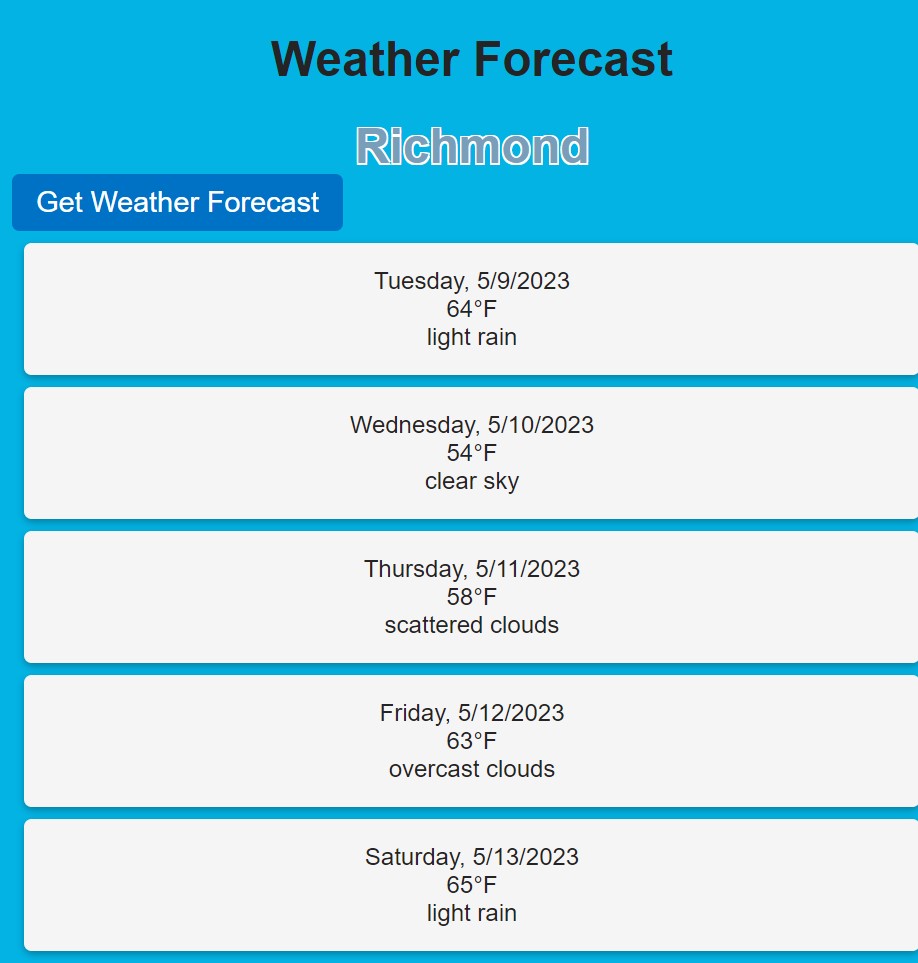 Weather Forecast
Richmond
Get Weather Forecast
Tuesday, 5/9/2023
64°F
light rain
Wednesday, 5/10/2023
54°F
clear sky
Thursday, 5/11/2023
58°F
scattered clouds
Friday, 5/12/2023
63°F
overcast clouds
Saturday, 5/13/2023
65°F
light rain